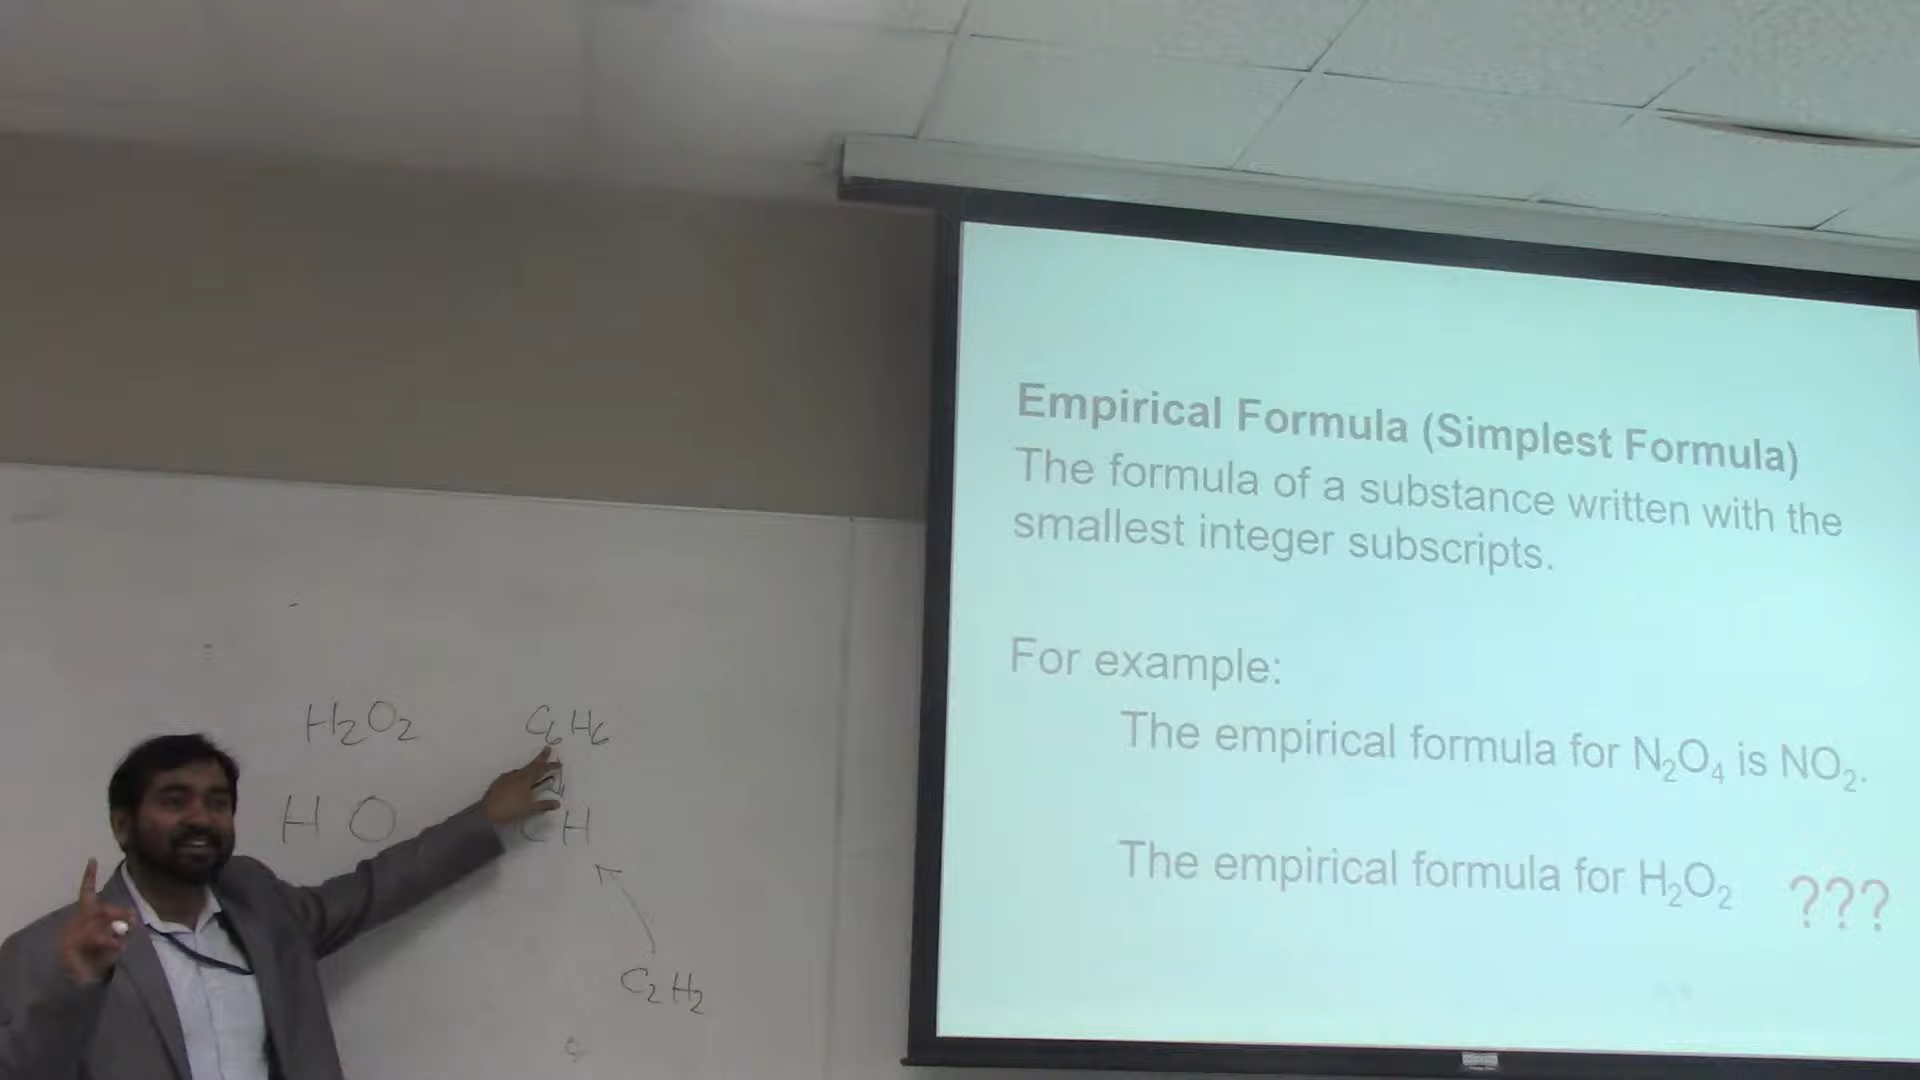 H₂O₂ C₆H₆
H O CH
C₂H₂
Empirical Formula (Simplest Formula)
The formula of a substance written with the
smallest integer subscripts.
For example:
The empirical formula for N₂O₄ is NO₂.
The empirical formula for H₂O₂ ???